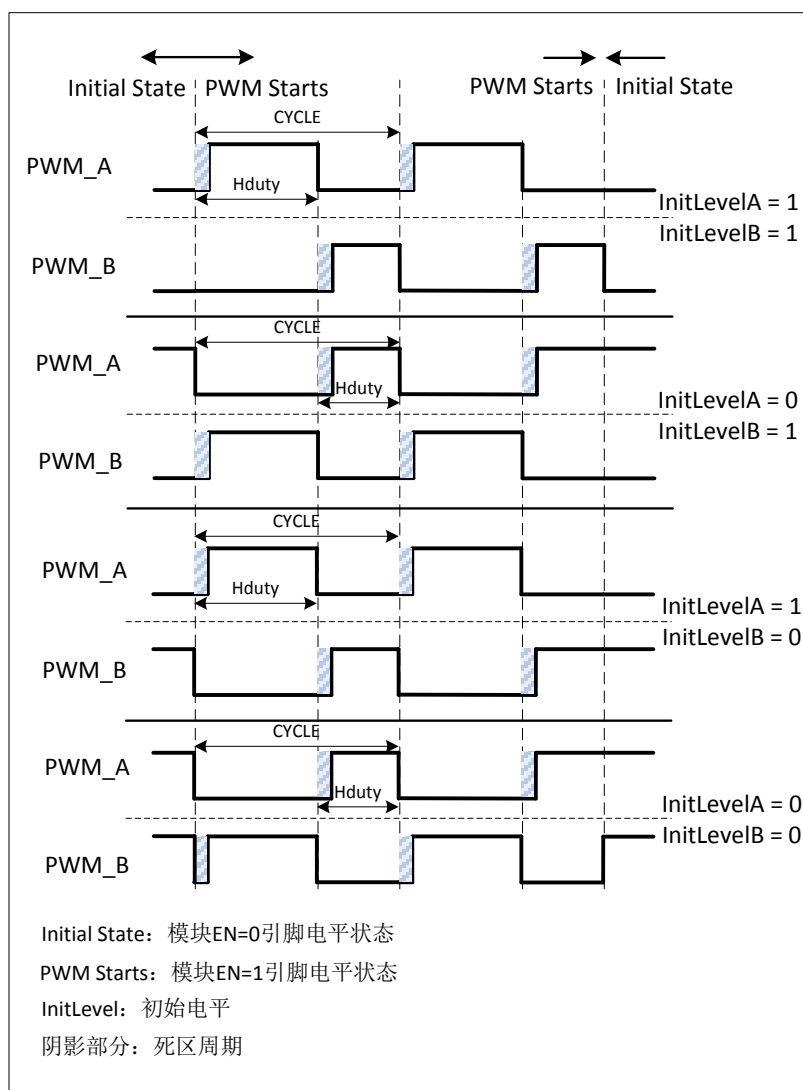 Initial State PWM Starts PWM Starts Initial State
CYCLE
PWM_A
Hduty
InitLevelA = 1
InitLevelB = 1
PWM_B
CYCLE
PWM_A
Hduty
InitLevelA = 0
InitLevelB = 1
PWM_B
CYCLE
PWM_A
Hduty
InitLevelA = 1
InitLevelB = 0
PWM_B
CYCLE
PWM_A
Hduty
InitLevelA = 0
InitLevelB = 0
PWM_B
Initial State：模块EN=0引脚电平状态
PWM Starts：模块EN=1引脚电平状态
InitLevel：初始电平
阴影部分：死区周期